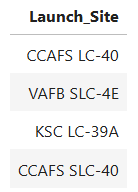 Launch_Site
CCAFS LC-40
VAFB SLC-4E
KSC LC-39A
CCAFS SLC-40